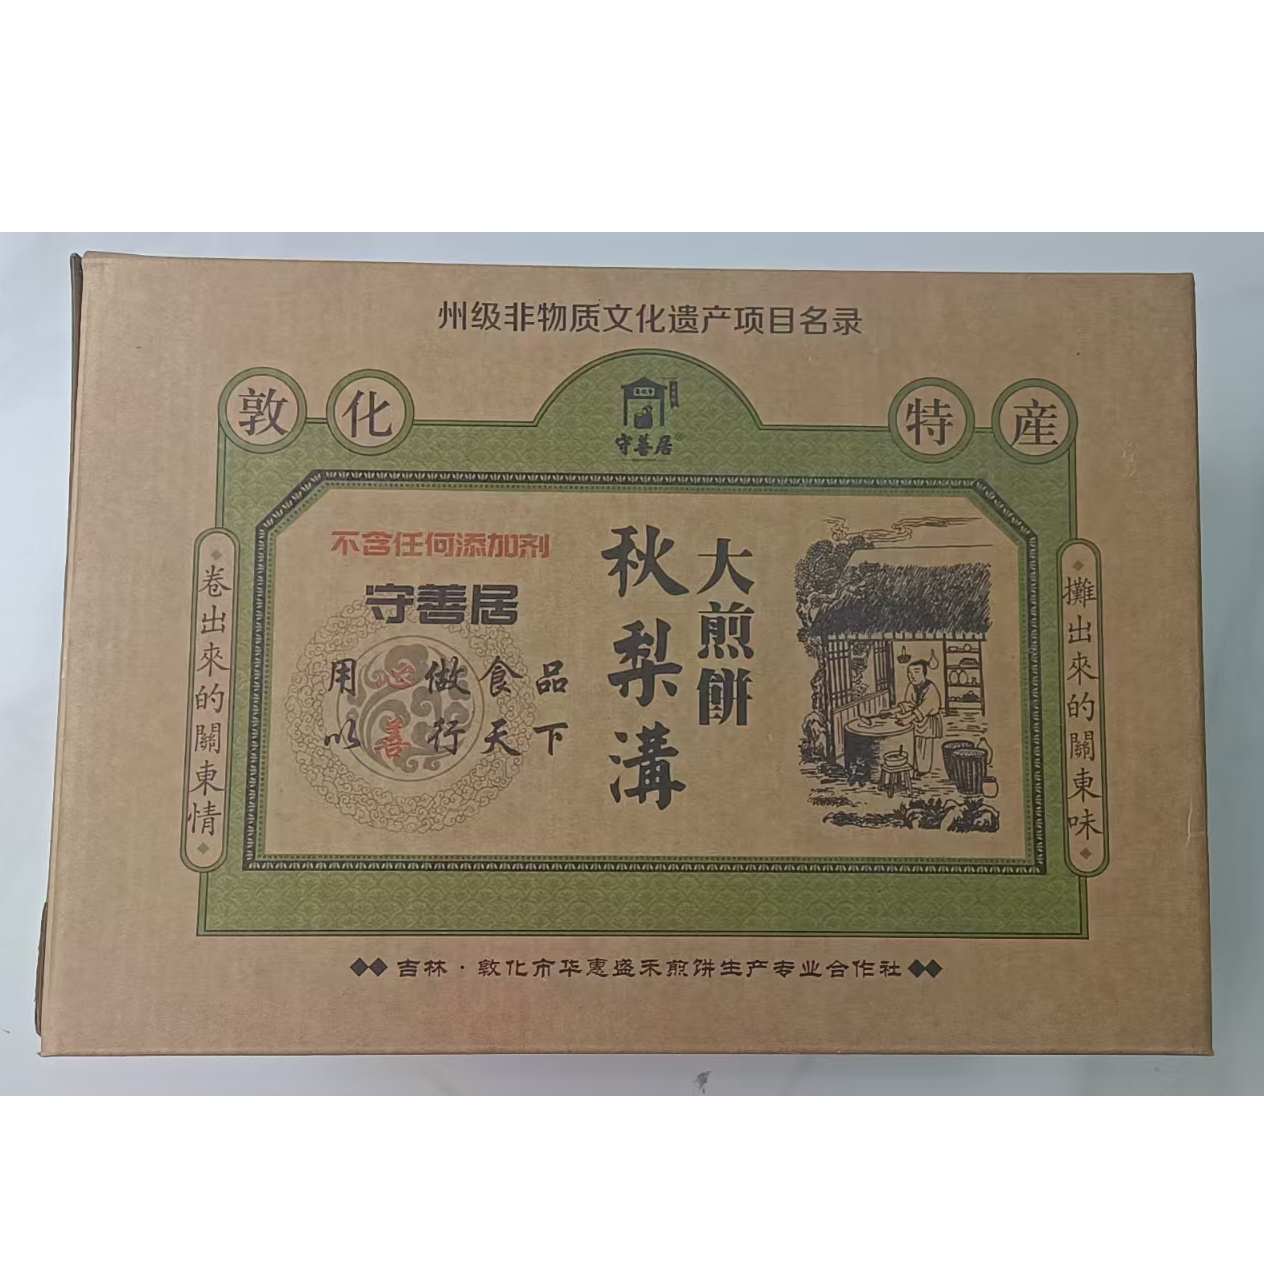 州级非物质文化遗产项目名录
敦化
特産
守善居
不含任何添加剂
守善居
用心做食品
以善行天下
大煎餅
秋梨溝
攤出來的關東味
卷出來的關東情
吉林·敦化市华惠盛禾煎饼生产专业合作社